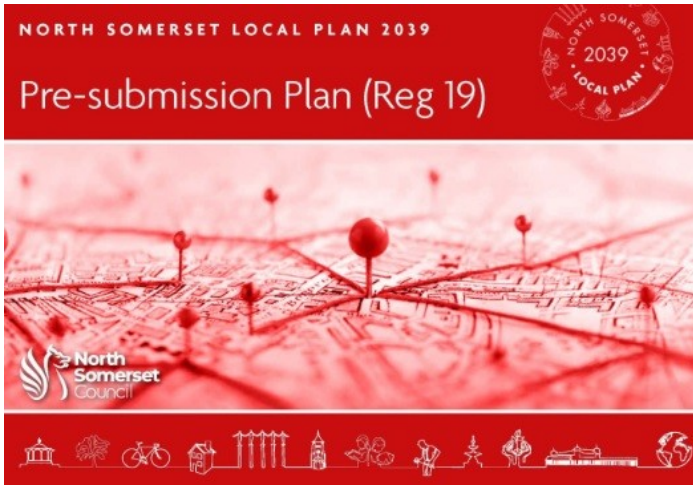 NORTH SOMERSET LOCAL PLAN 2039
Pre-submission Plan (Reg 19)
NORTH SOMERSET
2039
LOCAL PLAN
North
Somerset
Council